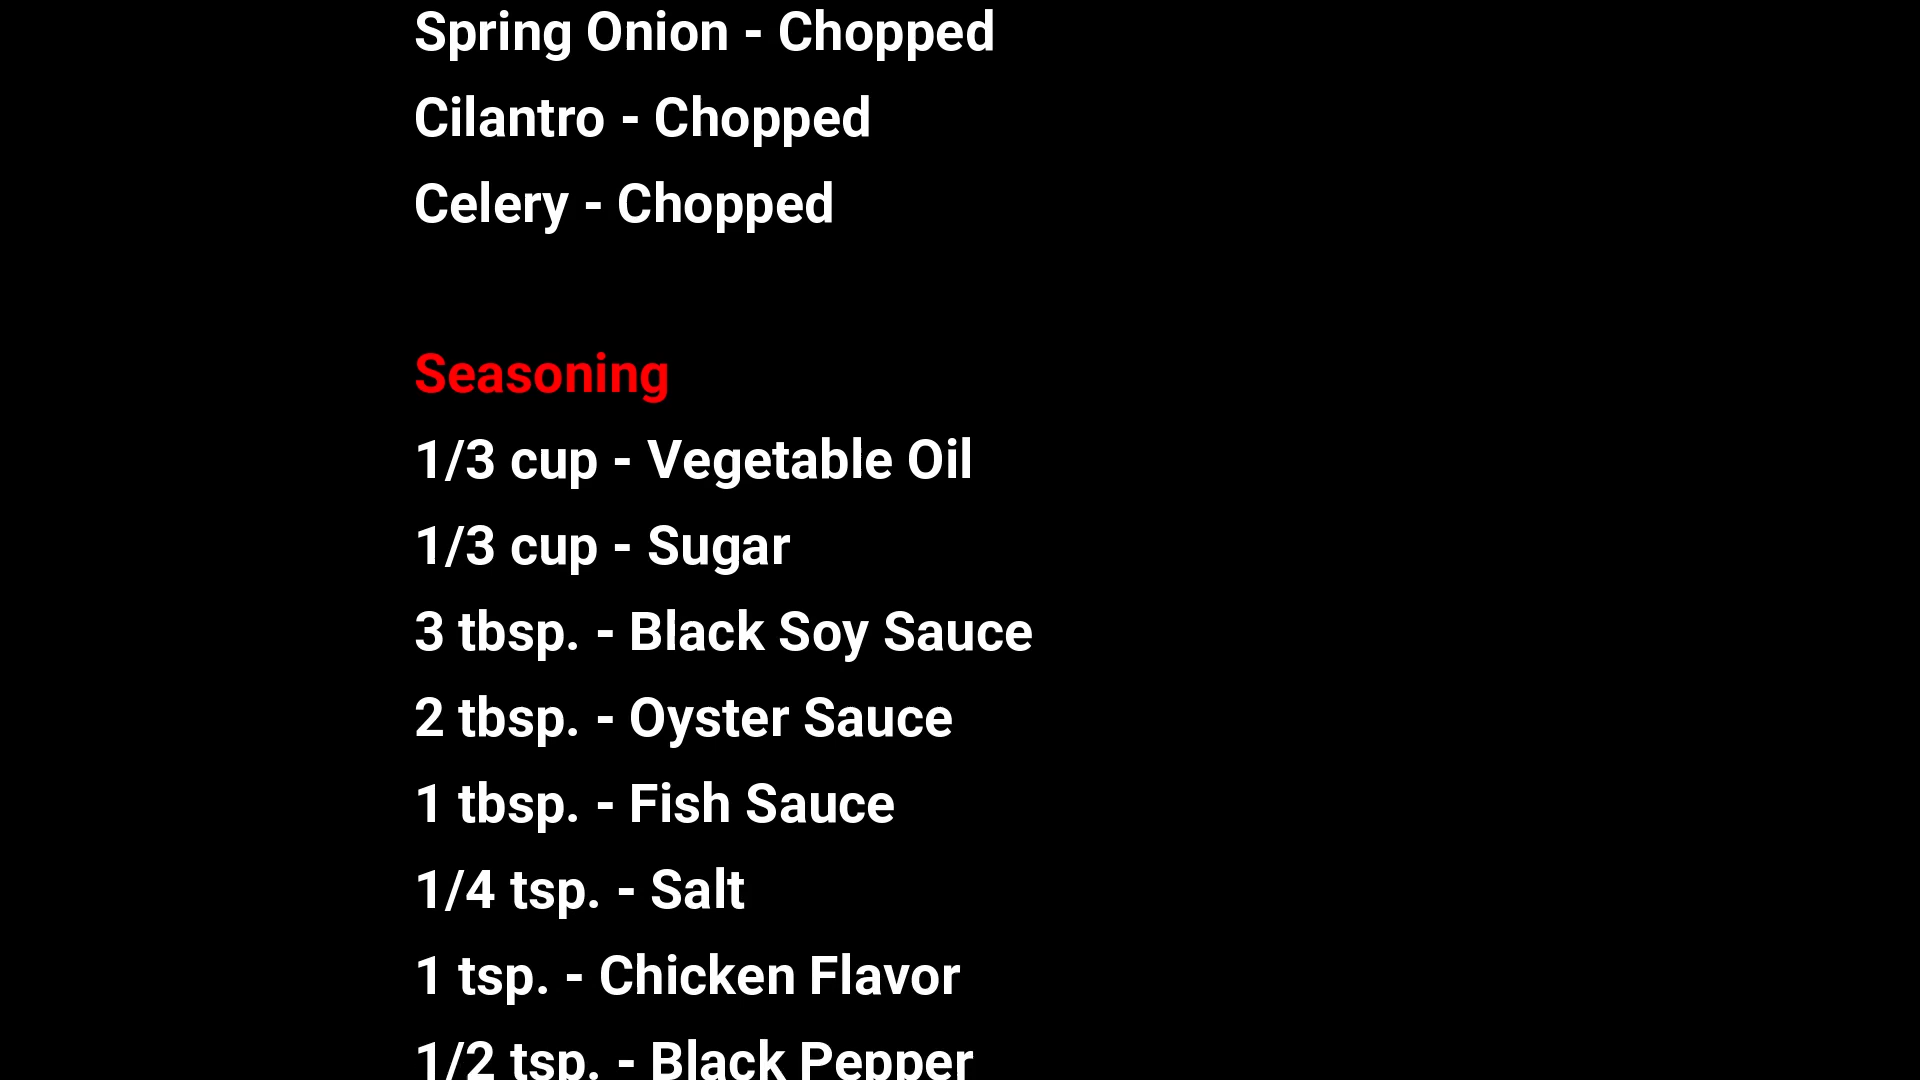 Spring Onion - Chopped
Cilantro - Chopped
Celery - Chopped
Seasoning
1/3 cup - Vegetable Oil
1/3 cup - Sugar
3 tbsp. - Black Soy Sauce
2 tbsp. - Oyster Sauce
1 tbsp. - Fish Sauce
1/4 tsp. - Salt
1 tsp. - Chicken Flavor
1/2 tsp. - Black Pepper